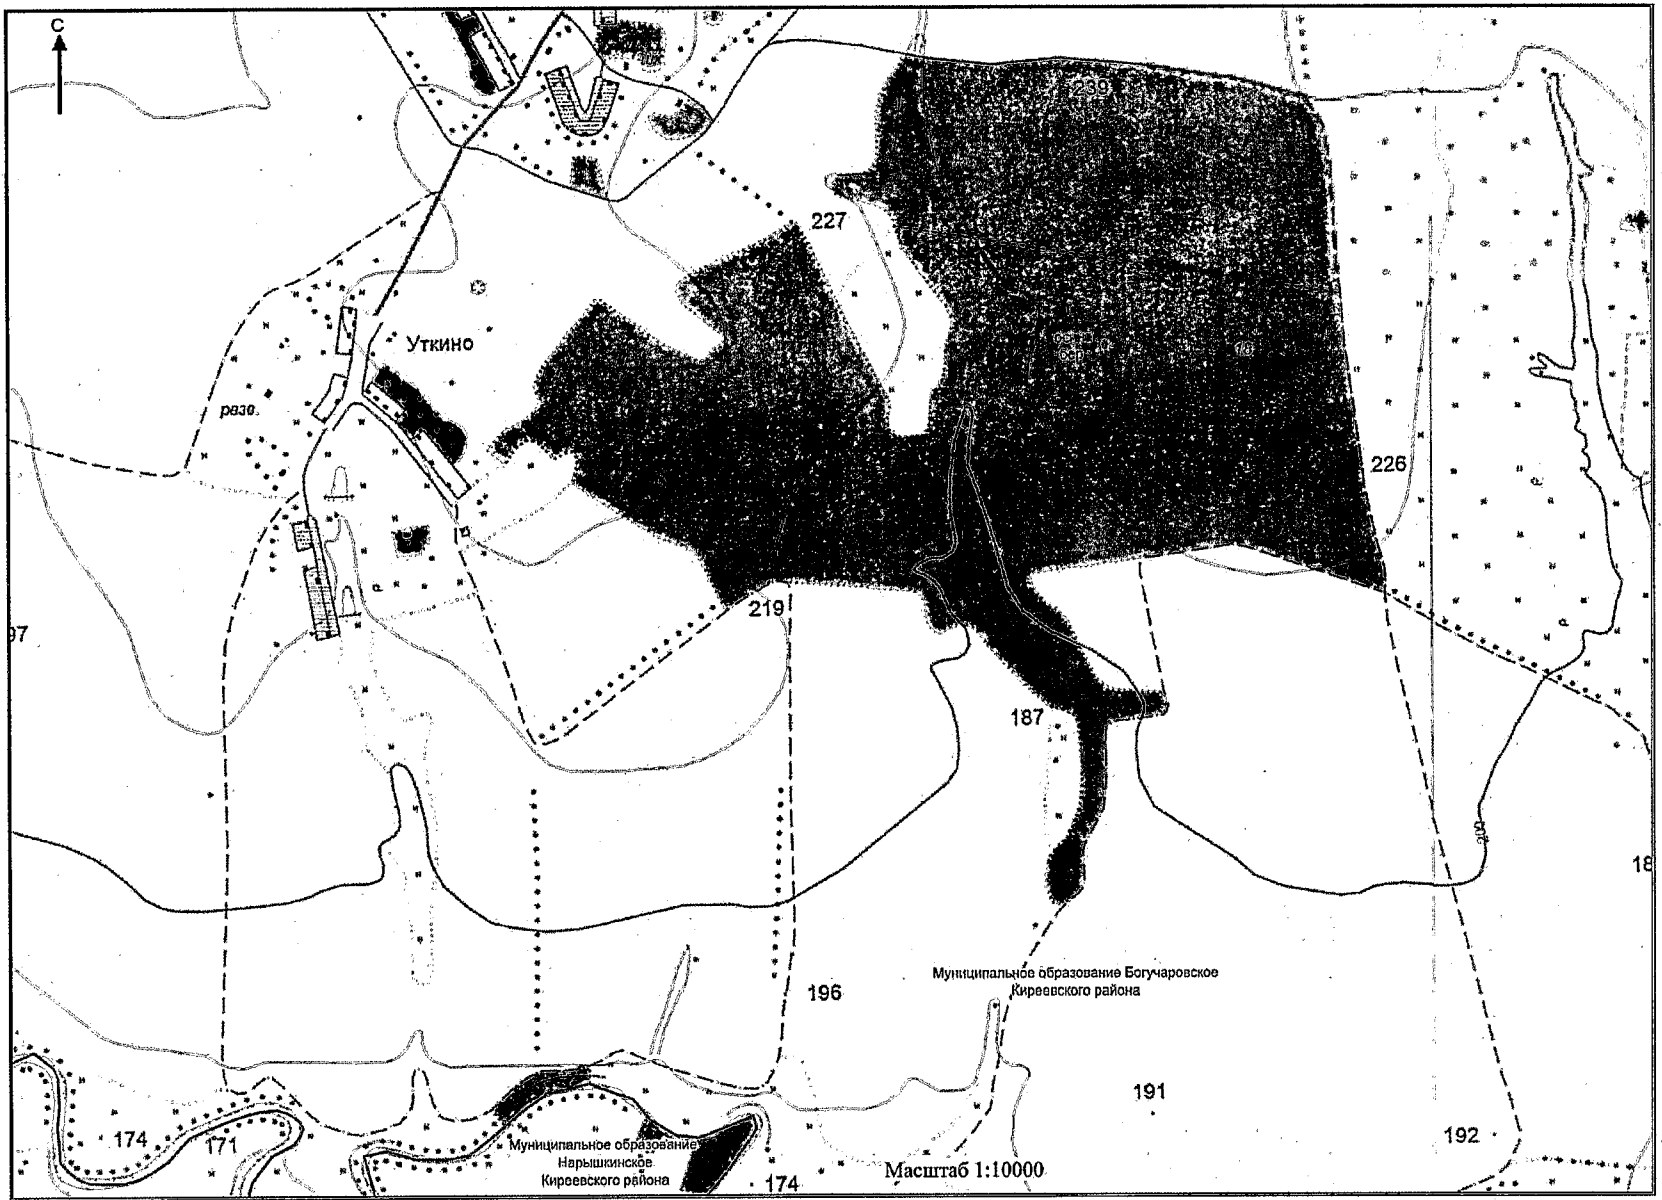 С
239
227
Уткино
разв.
226
219
97
187
18
Муниципальное образование Богучаровское
Киреевского района
196
191
174
171
192
Муниципальное образование
Нарышкинское
Киреевского района
Масштаб 1:10000
174